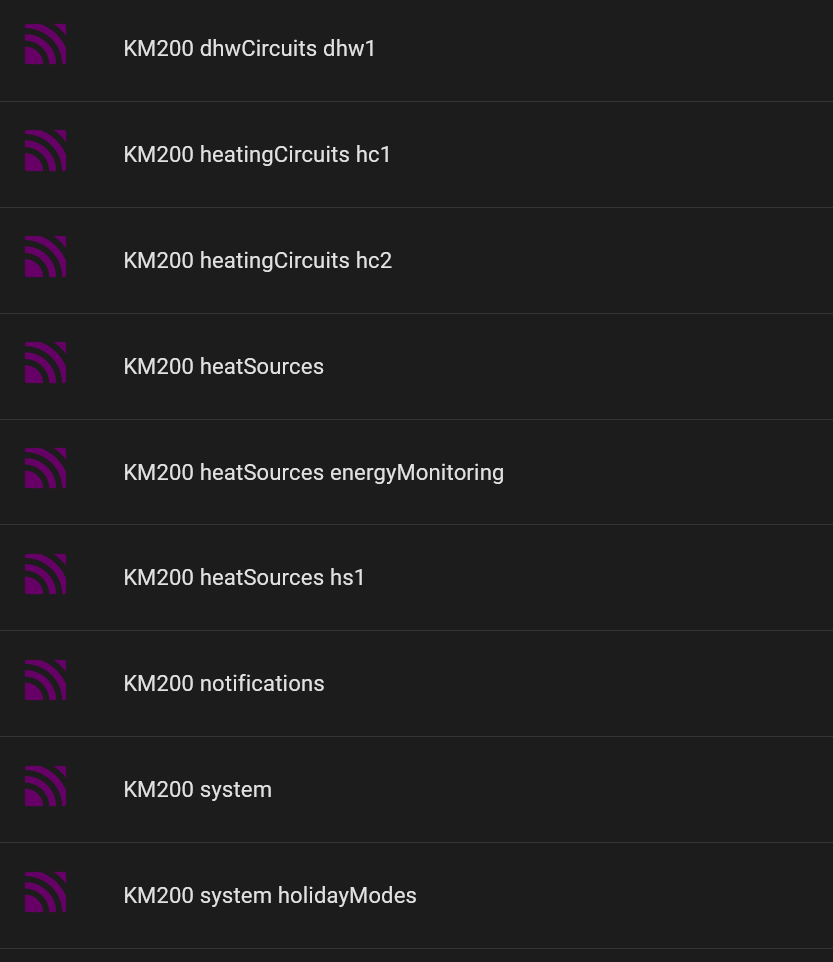 KM200 dhwCircuits dhw1
KM200 heatingCircuits hc1
KM200 heatingCircuits hc2
KM200 heatSources
KM200 heatSources energyMonitoring
KM200 heatSources hs1
KM200 notifications
KM200 system
KM200 system holidayModes